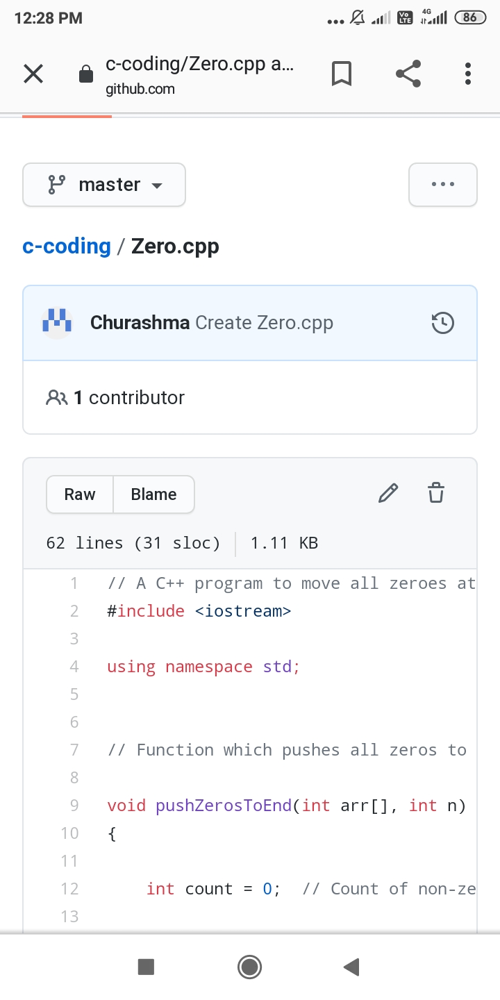 12:28 PM
... Vo LTE 4G 86
c-coding/Zero.cpp a...
github.com
master
...
c-coding / Zero.cpp
Churashma Create Zero.cpp
1 contributor
Raw Blame
62 lines (31 sloc) 1.11 KB
1 // A C++ program to move all zeroes at
2 #include <iostream>
3
4 using namespace std;
5
6
7 // Function which pushes all zeros to
8
9 void pushZerosToEnd(int arr[], int n)
10 {
11
12 int count = 0; // Count of non-ze
13